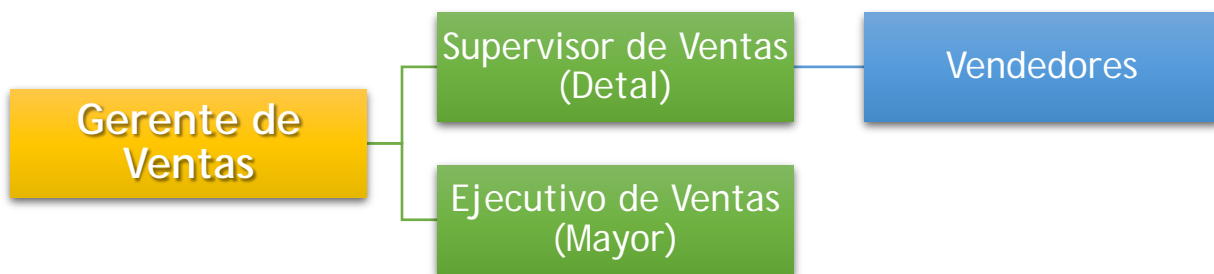 Gerente de
Ventas
Supervisor de Ventas
(Detal)
Vendedores
Ejecutivo de Ventas
(Mayor)